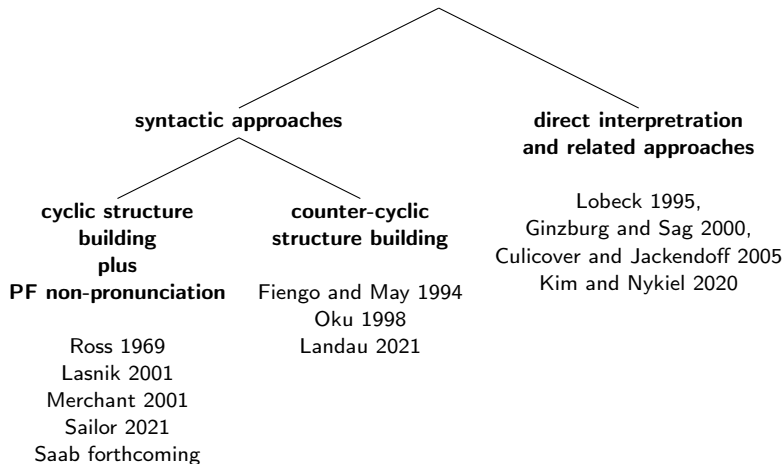 syntactic approaches
direct interpretration
and related approaches
cyclic structure
building
plus
PF non-pronunciation
Ross 1969
Lasnik 2001
Merchant 2001
Sailor 2021
Saab forthcoming
counter-cyclic
structure building
Fiengo and May 1994
Oku 1998
Landau 2021
Lobeck 1995,
Ginzburg and Sag 2000,
Culicover and Jackendoff 2005
Kim and Nykiel 2020